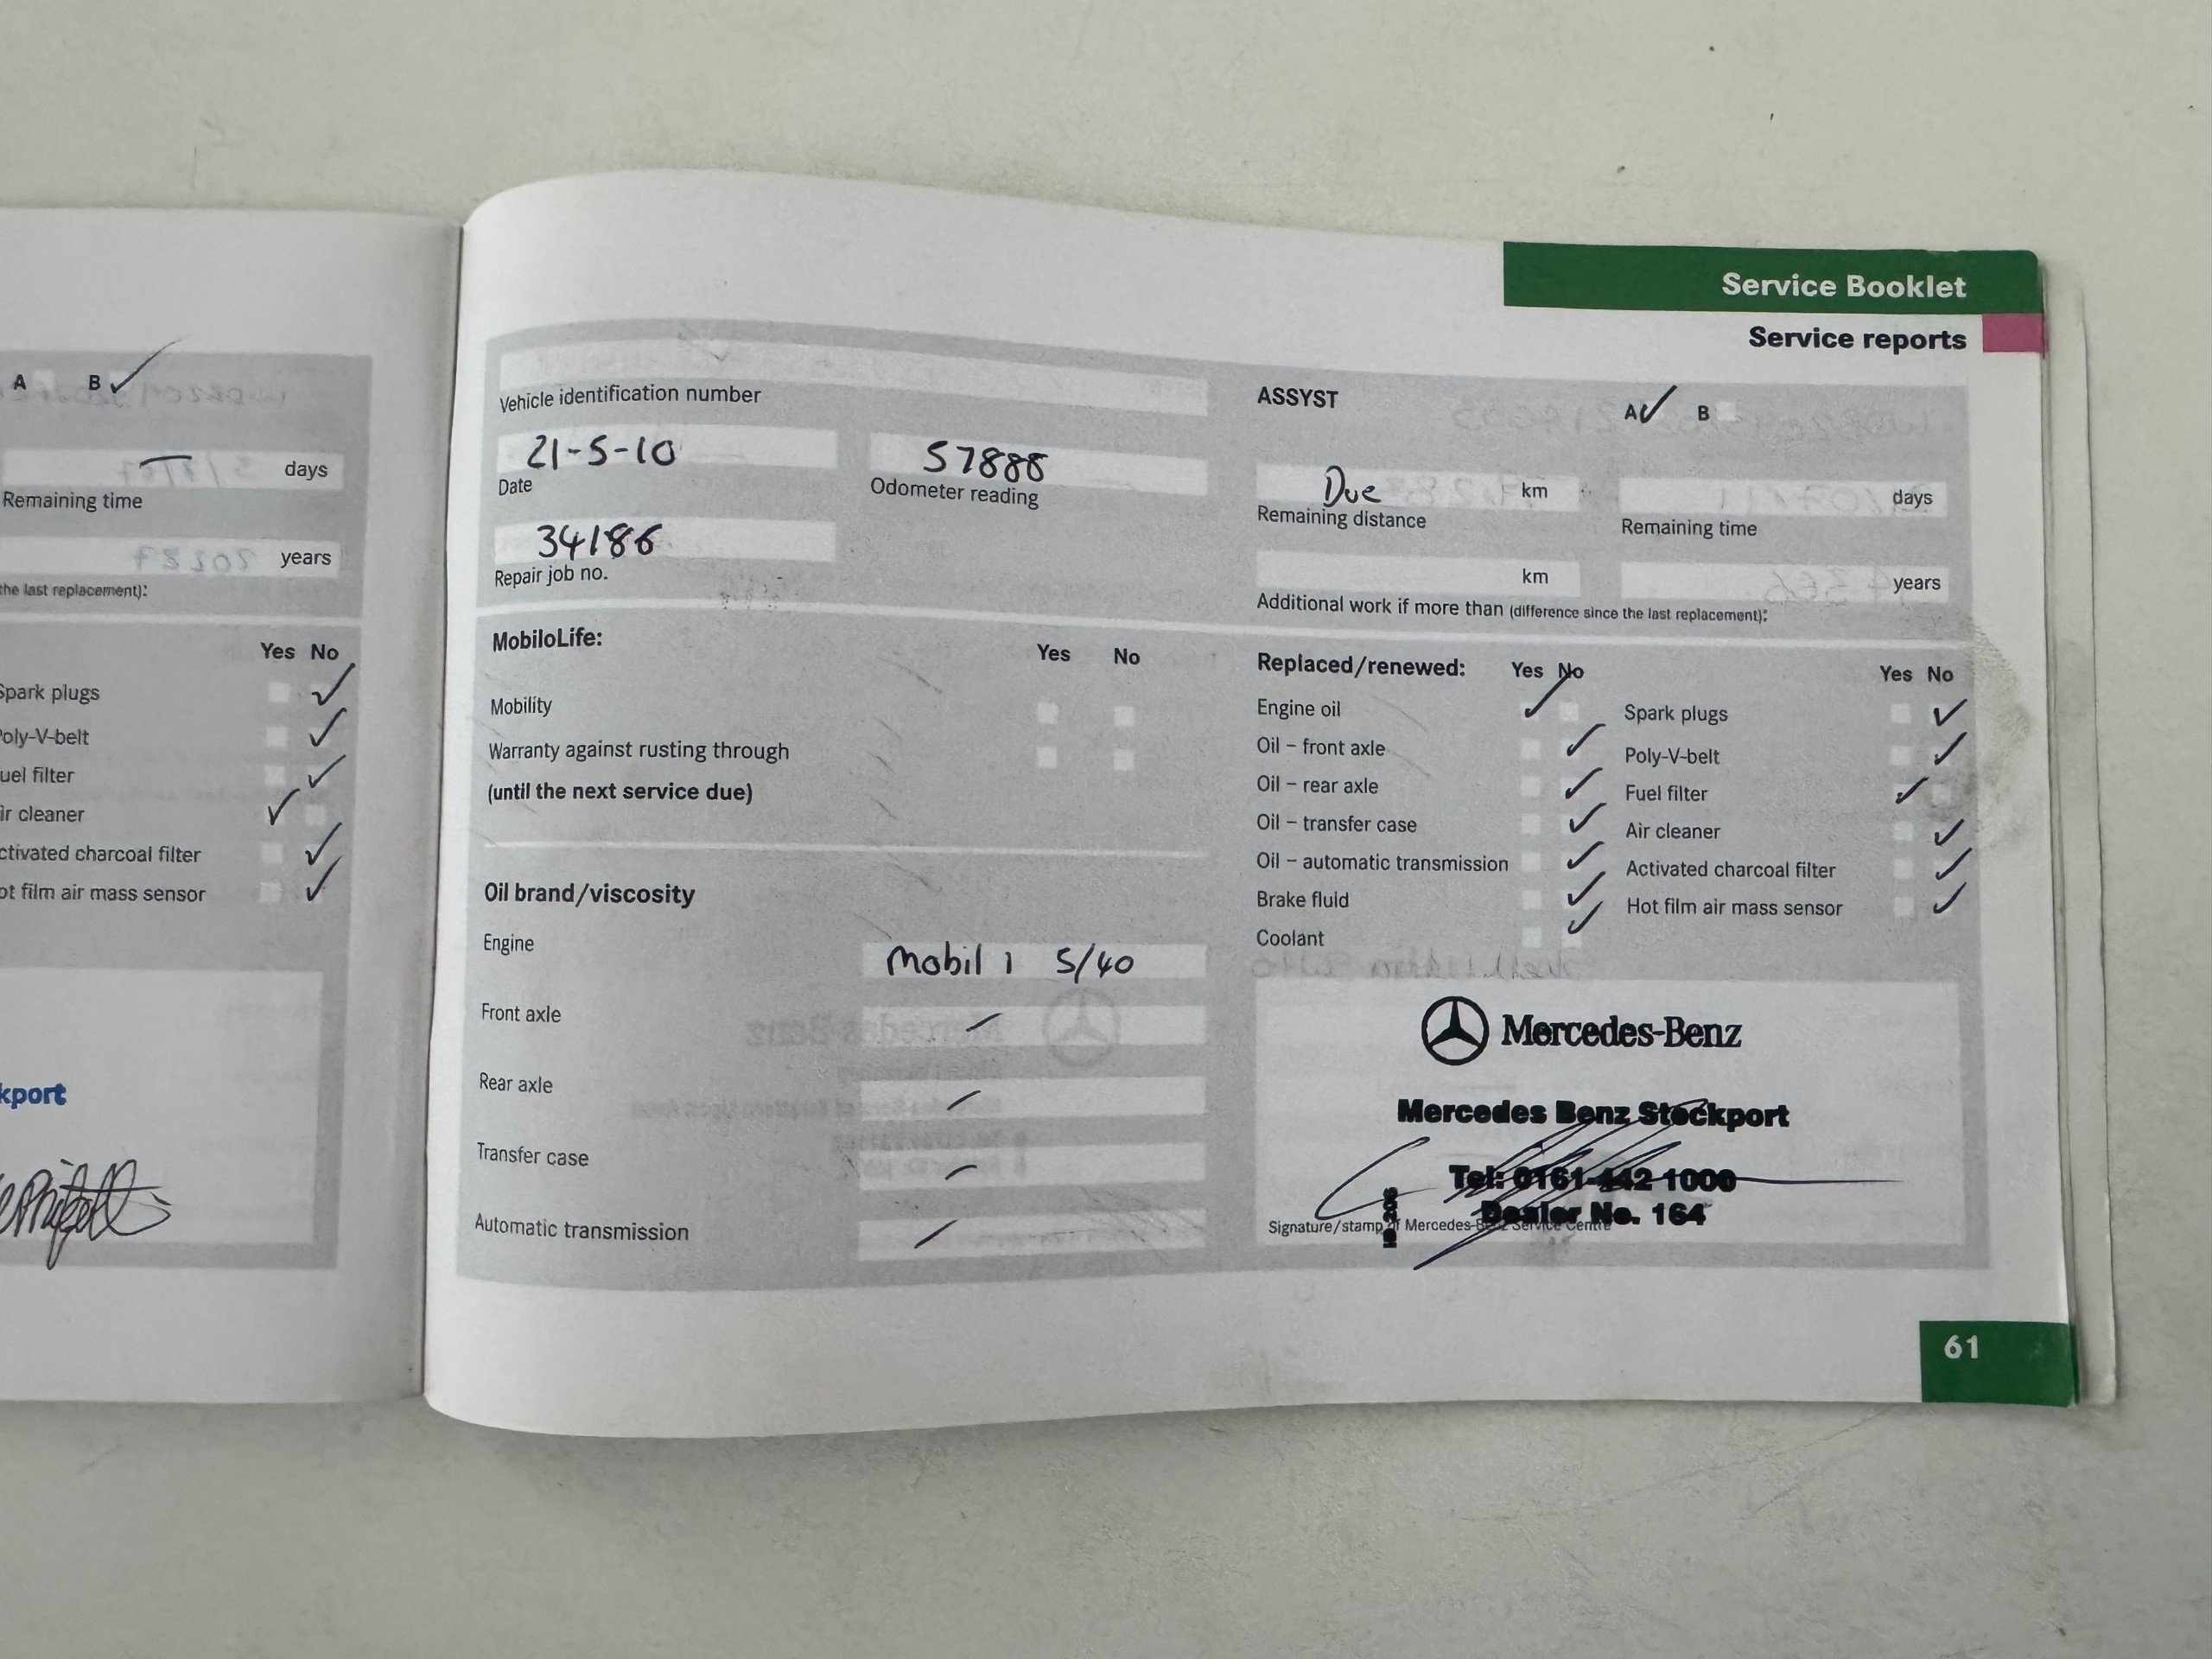 A B
days
Remaining time
years
the last replacement):
Yes No
Spark plugs
Poly-V-belt
uel filter
ir cleaner
ctivated charcoal filter
ot film air mass sensor
kport
Service Booklet
Service reports
Vehicle identification number
21-5-10
Date
57888
Odometer reading
34186
Repair job no.
ASSYST
A B
Due km
Remaining distance
days
Remaining time
km
years
Additional work if more than (difference since the last replacement):
MobiloLife:
Yes No
Mobility
Warranty against rusting through
(until the next service due)
Oil brand/viscosity
Engine
Mobil 1 5/40
Front axle
Rear axle
Transfer case
Automatic transmission
Replaced/renewed: Yes No
Engine oil
Oil – front axle
Oil – rear axle
Oil – transfer case
Oil – automatic transmission
Brake fluid
Coolant
Yes No
Spark plugs
Poly-V-belt
Fuel filter
Air cleaner
Activated charcoal filter
Hot film air mass sensor
Mercedes-Benz
Mercedes Benz Stockport
Tel: 0161-442 1000
Dealer No. 164
Signature/stamp of Mercedes-Benz Service Centre
61